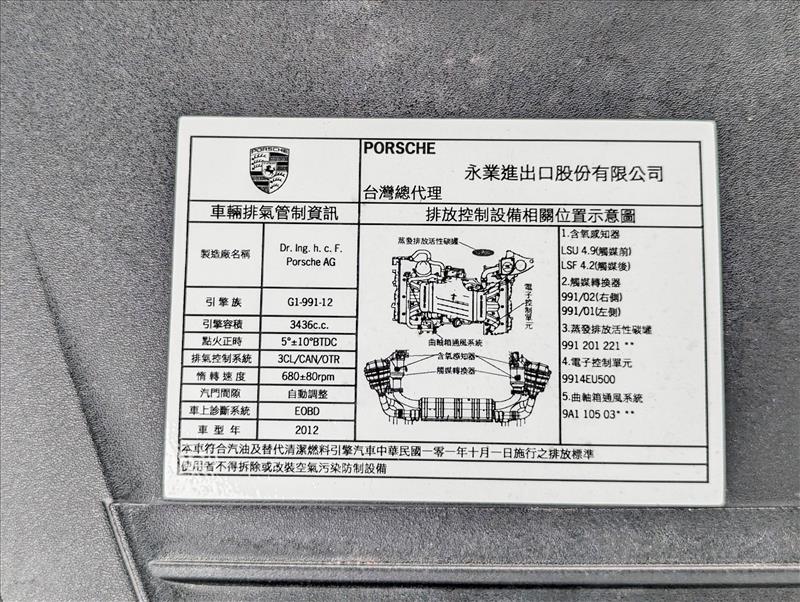 PORSCHE
PORSCHE
永業進出口股份有限公司
台灣總代理
車輛排氣管制資訊
排放控制設備相關位置示意圖
製造廠名稱 Dr. Ing. h. c. F. Porsche AG
引擎族 G1-991-12
引擎容積 3436c.c.
點火正時 5°±10°BTDC
排氣控制系統 3CL/CAN/OTR
惰轉速度 680±80rpm
汽門間隙 自動調整
車上診斷系統 EOBD
車型年 2012
蒸發排放活性碳罐
電子控制單元
曲軸箱通風系統
含氧感知器
觸媒轉換器
1.含氧感知器
LSU 4.9(觸媒前)
LSF 4.2(觸媒後)
2.觸媒轉換器
991/02(右側)
991/01(左側)
3.蒸發排放活性碳罐
991 201 221 **
4.電子控制單元
9914EU500
5.曲軸箱通風系統
9A1 105 03* **
本車符合汽油及替代清潔燃料引擎汽車中華民國一零一年十月一日施行之排放標準
使用者不得拆除或改裝空氣污染防制設備